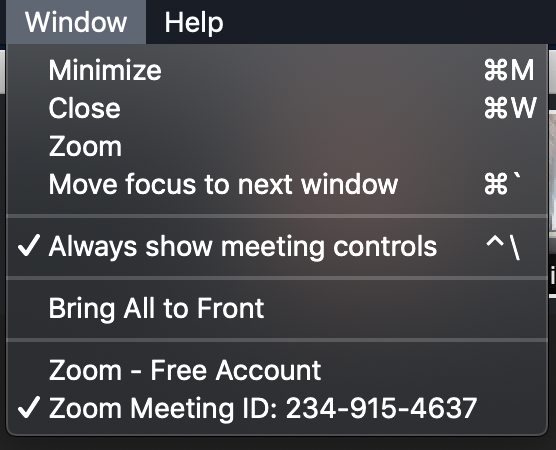 Window Help
Minimize ⌘M
Close ⌘W
Zoom
Move focus to next window ⌘`
✓ Always show meeting controls ^\
Bring All to Front
Zoom - Free Account
✓ Zoom Meeting ID: 234-915-4637